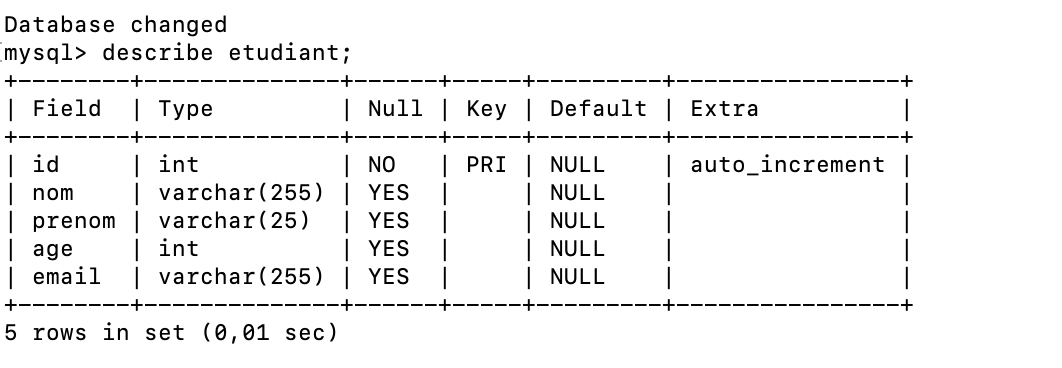 Database changed
mysql> describe etudiant;
+--------+--------------+------+-----+---------+----------------+
| Field  | Type         | Null | Key | Default | Extra          |
+--------+--------------+------+-----+---------+----------------+
| id     | int          | NO   | PRI | NULL    | auto_increment |
| nom    | varchar(255) | YES  |     | NULL    |                |
| prenom | varchar(25)  | YES  |     | NULL    |                |
| age    | int          | YES  |     | NULL    |                |
| email  | varchar(255) | YES  |     | NULL    |                |
+--------+--------------+------+-----+---------+----------------+
5 rows in set (0,01 sec)